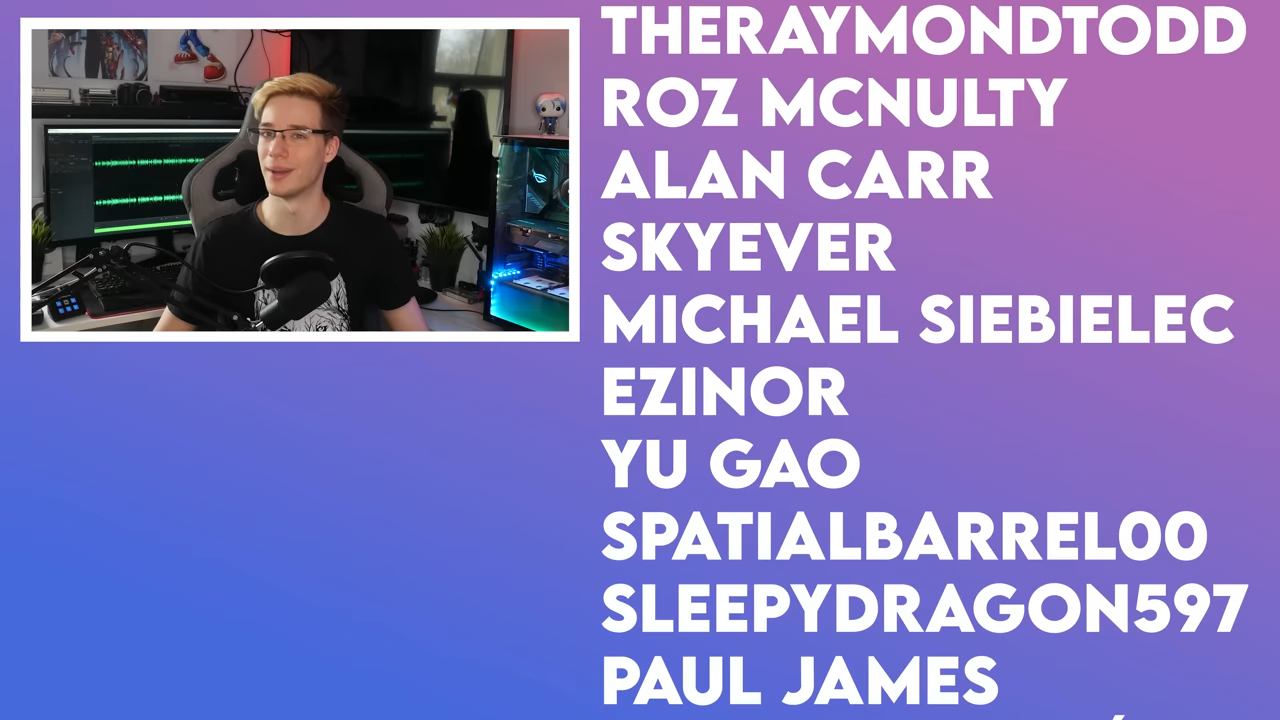 THERAYMONDTODD
ROZ MCNULTY
ALAN CARR
SKYEVER
MICHAEL SIEBIELEC
EZINOR
YU GAO
SPATIALBARREL00
SLEEPYDRAGON597
PAUL JAMES